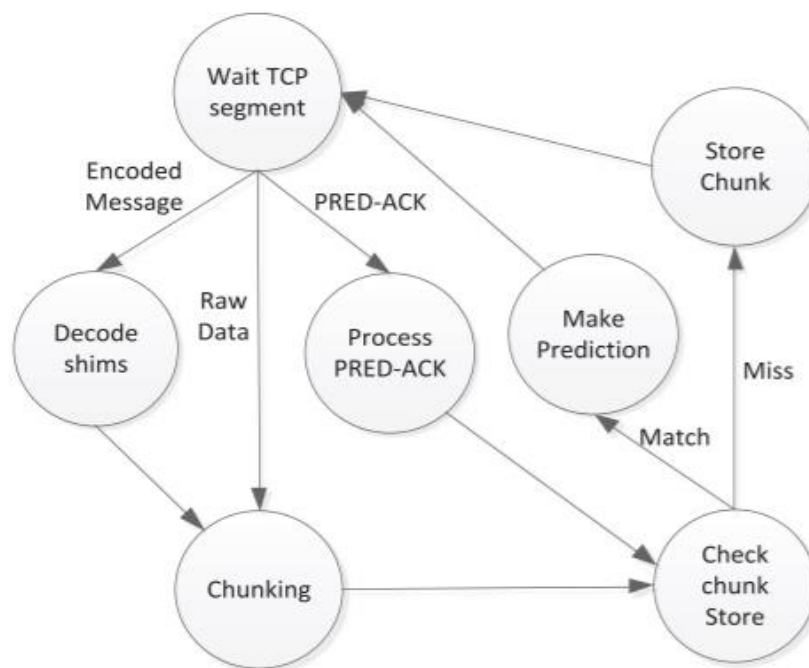 Wait TCP
segment
Store
Chunk
Encoded
Message
PRED-ACK
Raw
Data
Decode
shims
Process
PRED-ACK
Make
Prediction
Miss
Match
Chunking
Check
chunk
Store